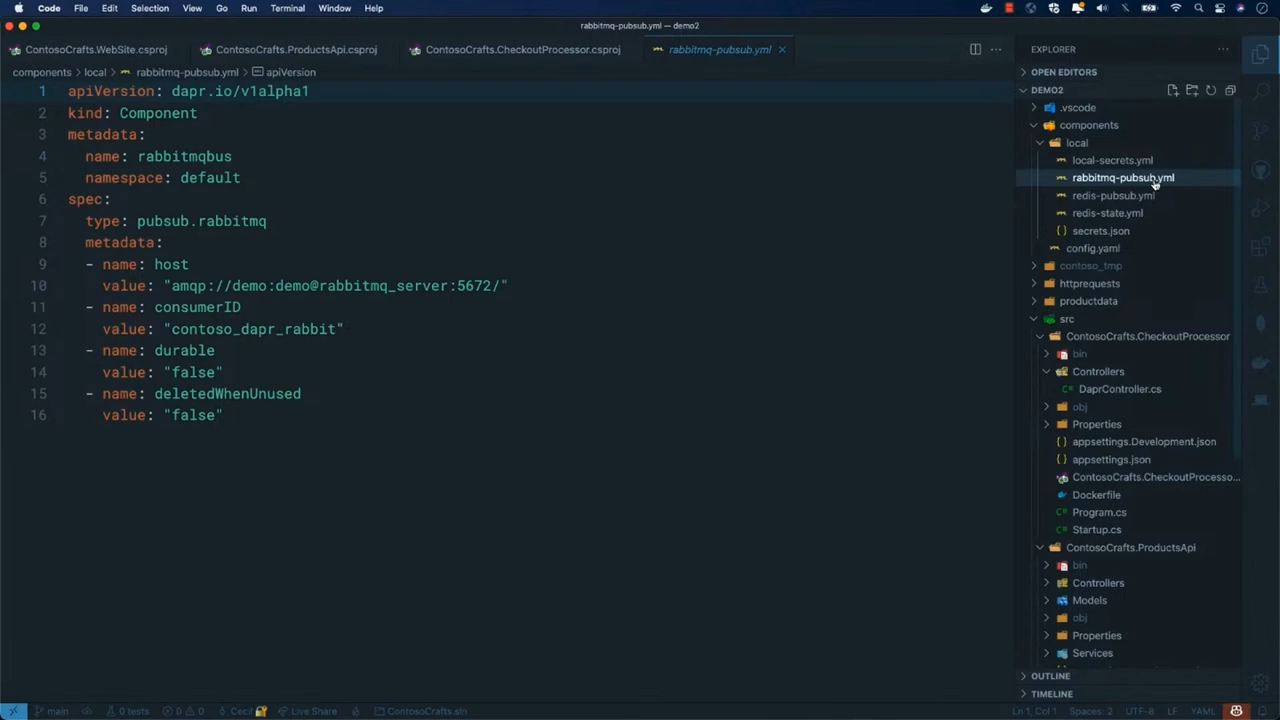 Code File Edit Selection View Go Run Terminal Window Help
rabbitmq-pubsub.yml — demo2
ContosoCrafts.WebSite.csproj
ContosoCrafts.ProductsApi.csproj
ContosoCrafts.CheckoutProcessor.csproj
rabbitmq-pubsub.yml
components > local > rabbitmq-pubsub.yml > apiVersion
1 apiVersion: dapr.io/v1alpha1
2 kind: Component
3 metadata:
4 name: rabbitmqbus
5 namespace: default
6 spec:
7 type: pubsub.rabbitmq
8 metadata:
9 - name: host
10 value: "amqp://demo:demo@rabbitmq_server:5672/"
11 - name: consumerID
12 value: "contoso_dapr_rabbit"
13 - name: durable
14 value: "false"
15 - name: deletedWhenUnused
16 value: "false"
EXPLORER
OPEN EDITORS
DEMO2
.vscode
components
local
local-secrets.yml
rabbitmq-pubsub.yml
redis-pubsub.yml
redis-state.yml
secrets.json
config.yaml
contoso_tmp
httprequests
productdata
src
ContosoCrafts.CheckoutProcessor
bin
Controllers
DaprController.cs
obj
Properties
appsettings.Development.json
appsettings.json
ContosoCrafts.CheckoutProcesso...
Dockerfile
Program.cs
Startup.cs
ContosoCrafts.ProductsApi
bin
Controllers
Models
obj
Properties
Services
OUTLINE
TIMELINE
main 0 tests 0 0 Cecil Live Share ContosoCrafts.sln
Ln 1, Col 1 Spaces: 2 UTF-8 LF YAML